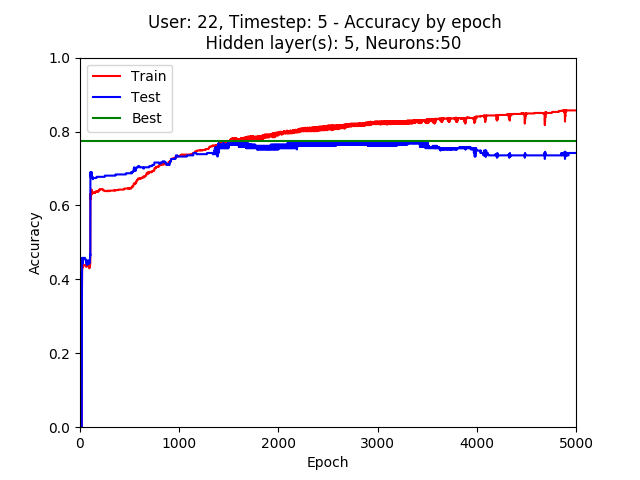 User: 22, Timestep: 5 - Accuracy by epoch
Hidden layer(s): 5, Neurons:50
1.0
0.8
0.6
0.4
0.2
0.0
Accuracy
Train
Test
Best
0 1000 2000 3000 4000 5000
Epoch